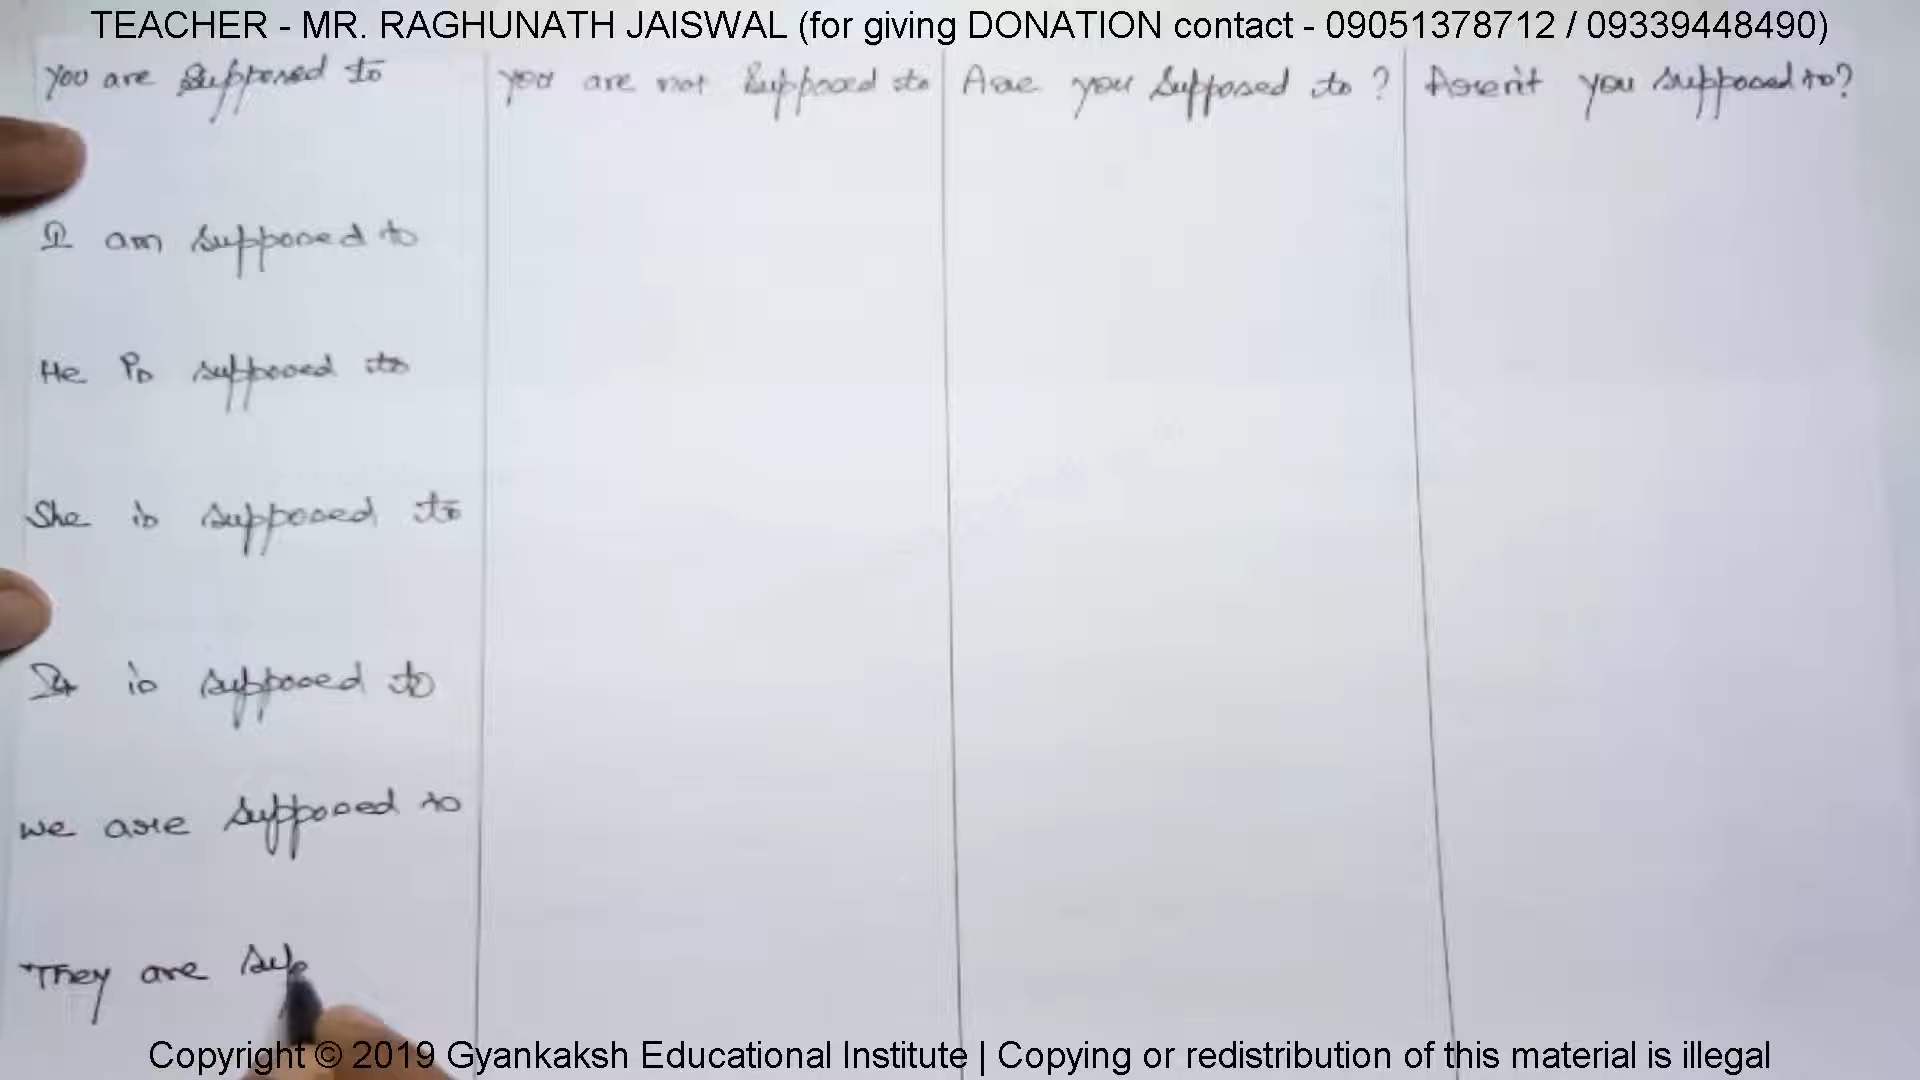 TEACHER - MR. RAGHUNATH JAISWAL (for giving DONATION contact - 09051378712 / 09339448490)
You are supposed to
You are not supposed to
Are you supposed to ?
Aren't you supposed to?
I am supposed to
He is supposed to
She is supposed to
It is supposed to
We are supposed to
They are sup
Copyright © 2019 Gyankaksh Educational Institute | Copying or redistribution of this material is illegal